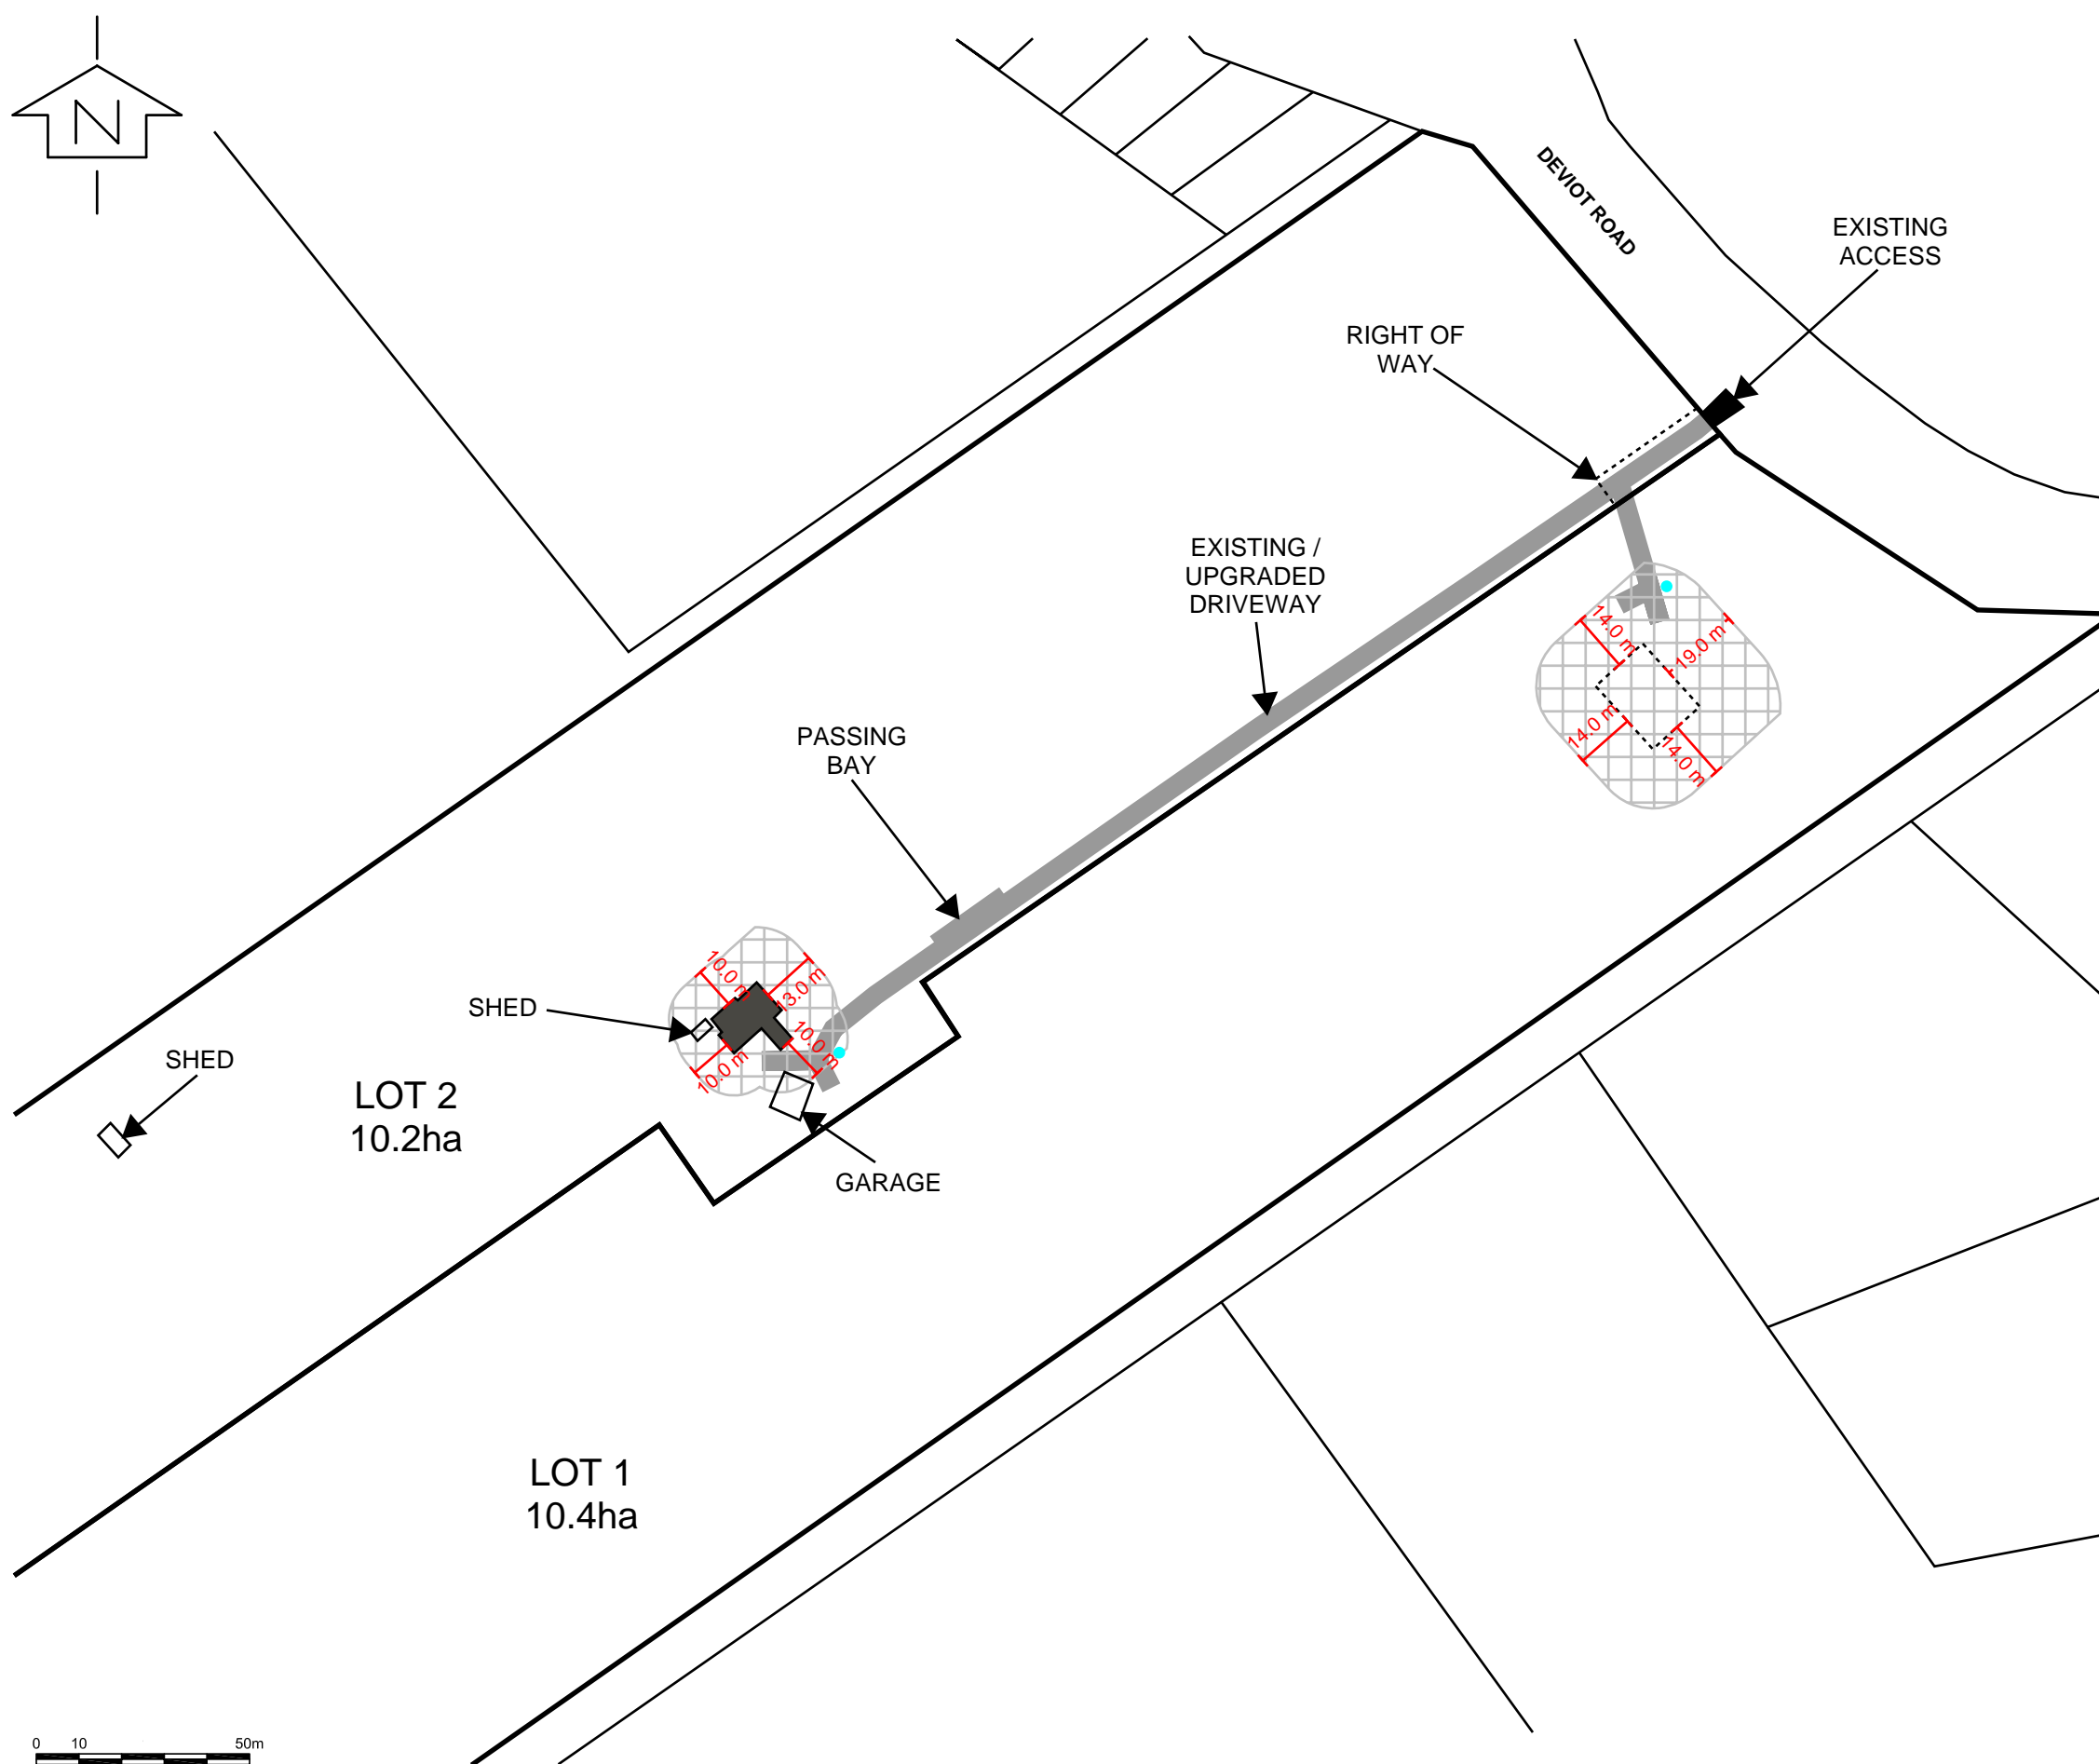 N
DEVIOT ROAD
EXISTING
ACCESS
RIGHT OF
WAY
EXISTING /
UPGRADED
DRIVEWAY
14.0 m
19.0 m
14.0 m
14.0 m
PASSING
BAY
10.0 m
13.0 m
10.0 m
10.0 m
SHED
SHED
LOT 2
10.2ha
GARAGE
LOT 1
10.4ha
0 10 50m